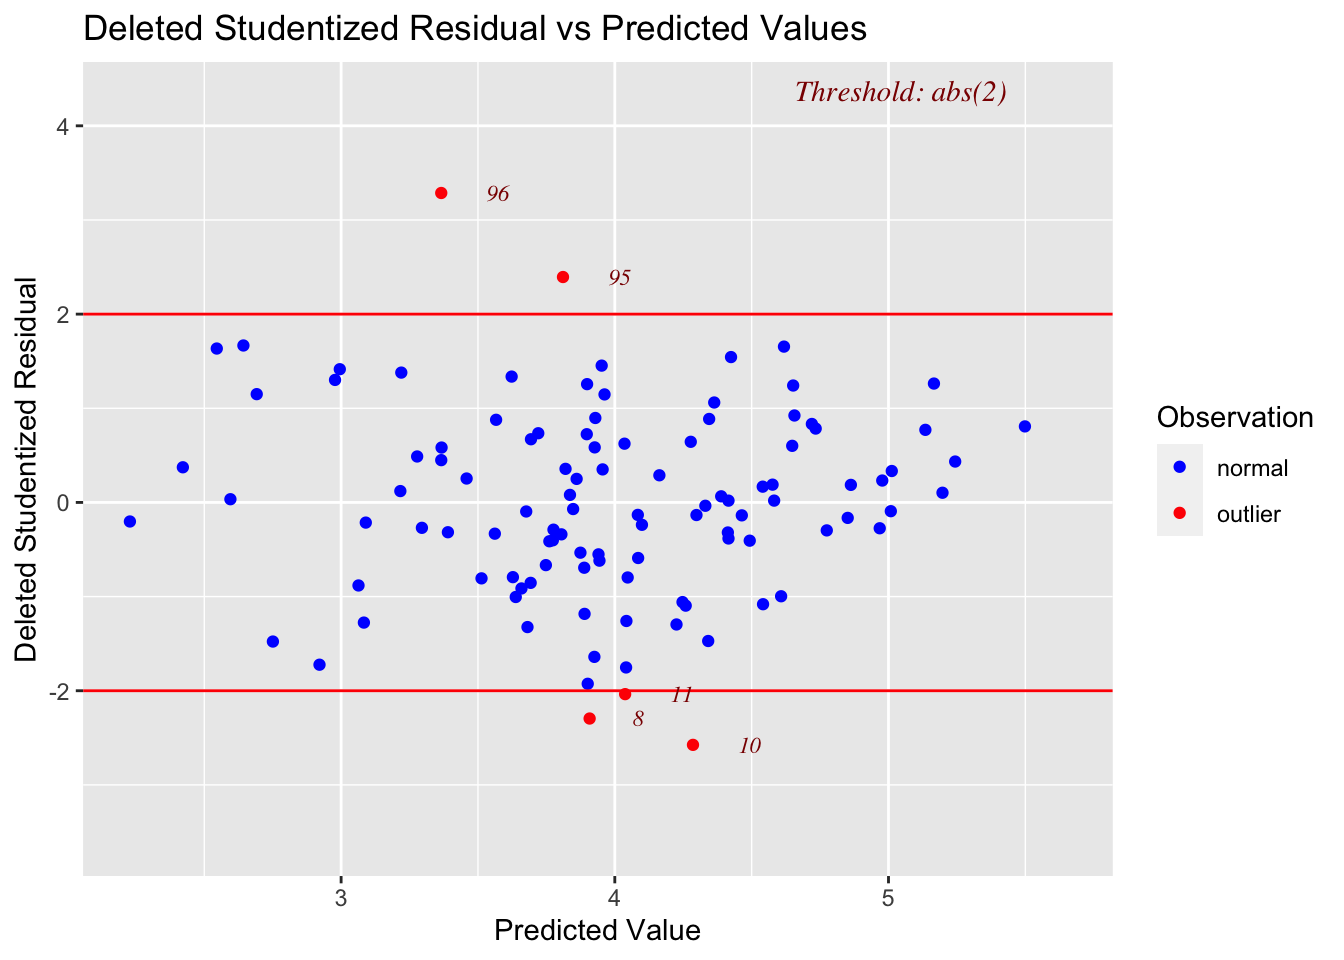 Deleted Studentized Residual vs Predicted Values
Threshold: abs(2)
4
96
95
2
0
-2
11
8
10
Deleted Studentized Residual
3 4 5
Predicted Value
Observation
normal
outlier